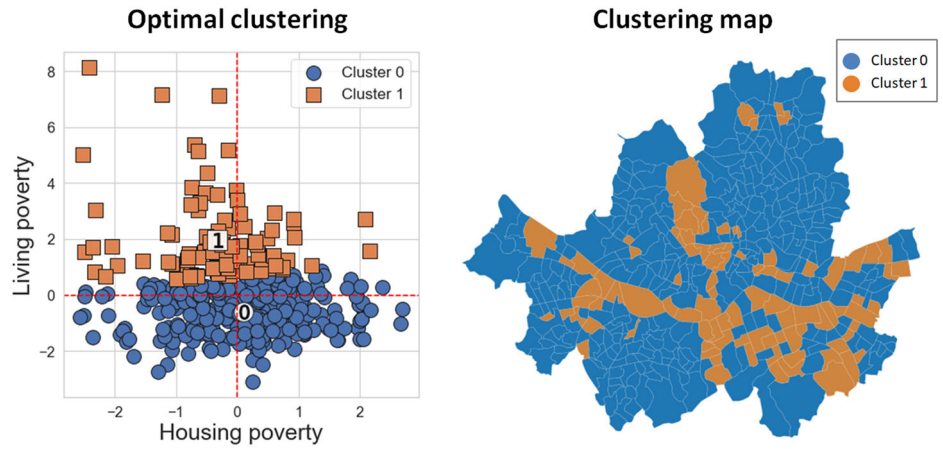 Optimal clustering
Clustering map
Cluster 0
Cluster 1
8
6
4
2
0
−2
Living poverty
1
0
−2 −1 0 1 2
Housing poverty
Cluster 0
Cluster 1